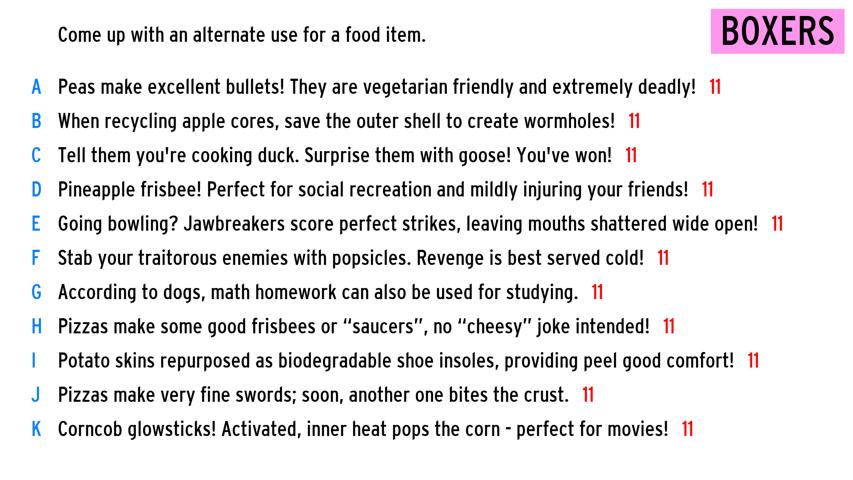 Come up with an alternate use for a food item.
BOXERS
A Peas make excellent bullets! They are vegetarian friendly and extremely deadly! 11
B When recycling apple cores, save the outer shell to create wormholes! 11
C Tell them you're cooking duck. Surprise them with goose! You've won! 11
D Pineapple frisbee! Perfect for social recreation and mildly injuring your friends! 11
E Going bowling? Jawbreakers score perfect strikes, leaving mouths shattered wide open! 11
F Stab your traitorous enemies with popsicles. Revenge is best served cold! 11
G According to dogs, math homework can also be used for studying. 11
H Pizzas make some good frisbees or “saucers”, no “cheesy” joke intended! 11
I Potato skins repurposed as biodegradable shoe insoles, providing peel good comfort! 11
J Pizzas make very fine swords; soon, another one bites the crust. 11
K Corncob glowsticks! Activated, inner heat pops the corn - perfect for movies! 11